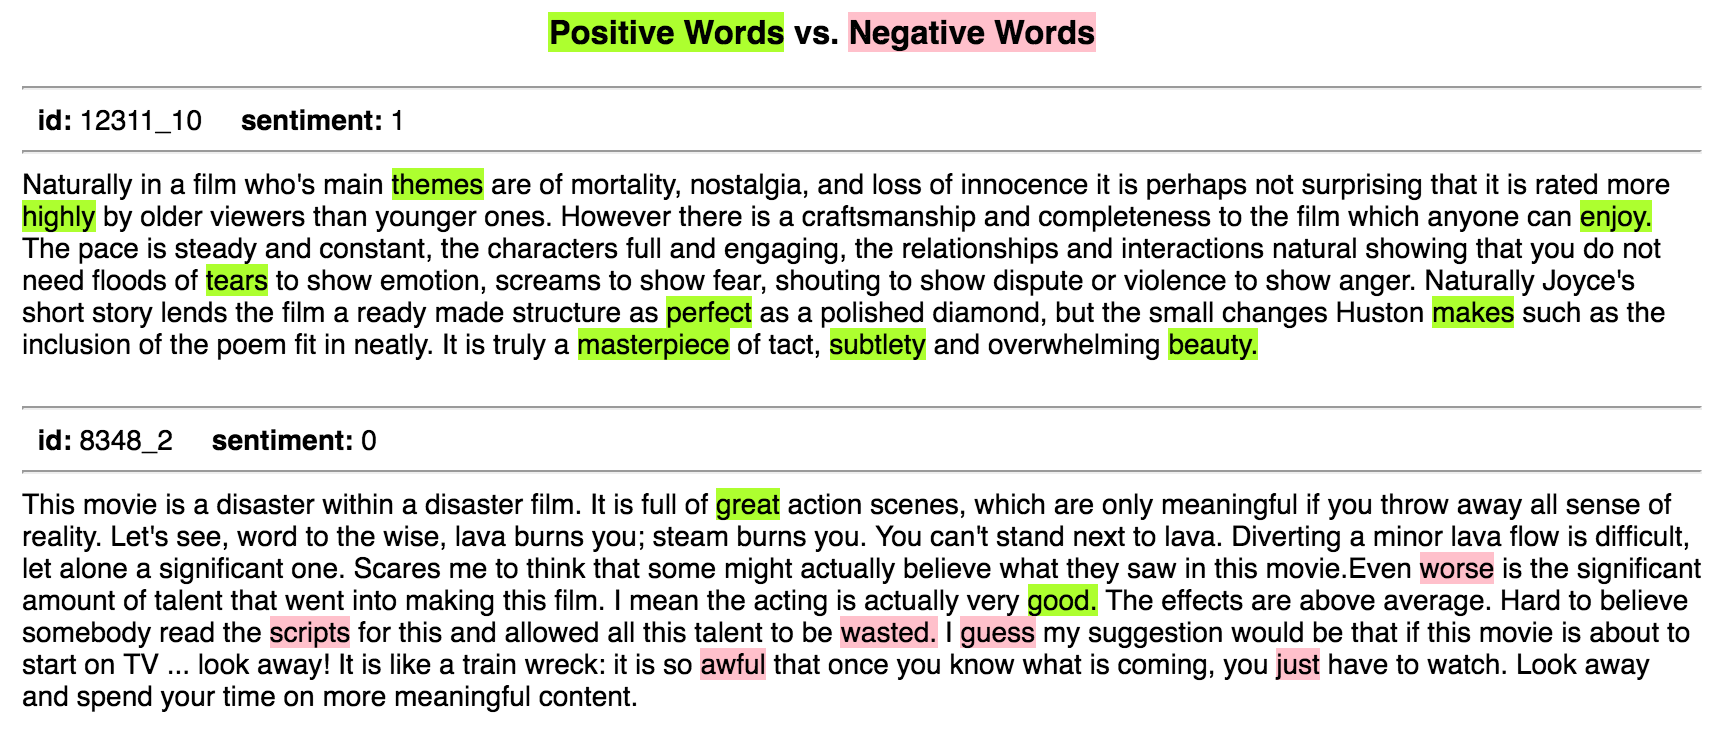 Positive Words vs. Negative Words
id: 12311_10 sentiment: 1
Naturally in a film who's main themes are of mortality, nostalgia, and loss of innocence it is perhaps not surprising that it is rated more
highly by older viewers than younger ones. However there is a craftsmanship and completeness to the film which anyone can enjoy.
The pace is steady and constant, the characters full and engaging, the relationships and interactions natural showing that you do not
need floods of tears to show emotion, screams to show fear, shouting to show dispute or violence to show anger. Naturally Joyce's
short story lends the film a ready made structure as perfect as a polished diamond, but the small changes Huston makes such as the
inclusion of the poem fit in neatly. It is truly a masterpiece of tact, subtlety and overwhelming beauty.
id: 8348_2 sentiment: 0
This movie is a disaster within a disaster film. It is full of great action scenes, which are only meaningful if you throw away all sense of
reality. Let's see, word to the wise, lava burns you; steam burns you. You can't stand next to lava. Diverting a minor lava flow is difficult,
let alone a significant one. Scares me to think that some might actually believe what they saw in this movie.Even worse is the significant
amount of talent that went into making this film. I mean the acting is actually very good. The effects are above average. Hard to believe
somebody read the scripts for this and allowed all this talent to be wasted. I guess my suggestion would be that if this movie is about to
start on TV ... look away! It is like a train wreck: it is so awful that once you know what is coming, you just have to watch. Look away
and spend your time on more meaningful content.